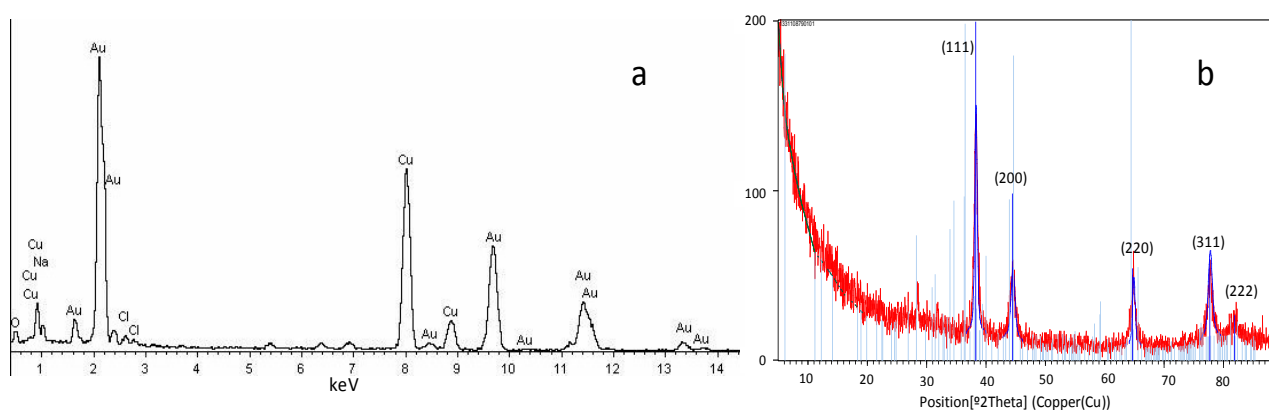 a
Au
Au
Cu
Cu
Na
Cu
Cu
O
Au
Cl
Cl
Cu
Au
Cu
Au
Au
Au
Au
Au
Au
1 2 3 4 5 6 7 8 9 10 11 12 13 14
keV
b
200
100
0
(111)
(200)
(220)
(311)
(222)
10 20 30 40 50 60 70 80
Position[º2Theta] (Copper(Cu))